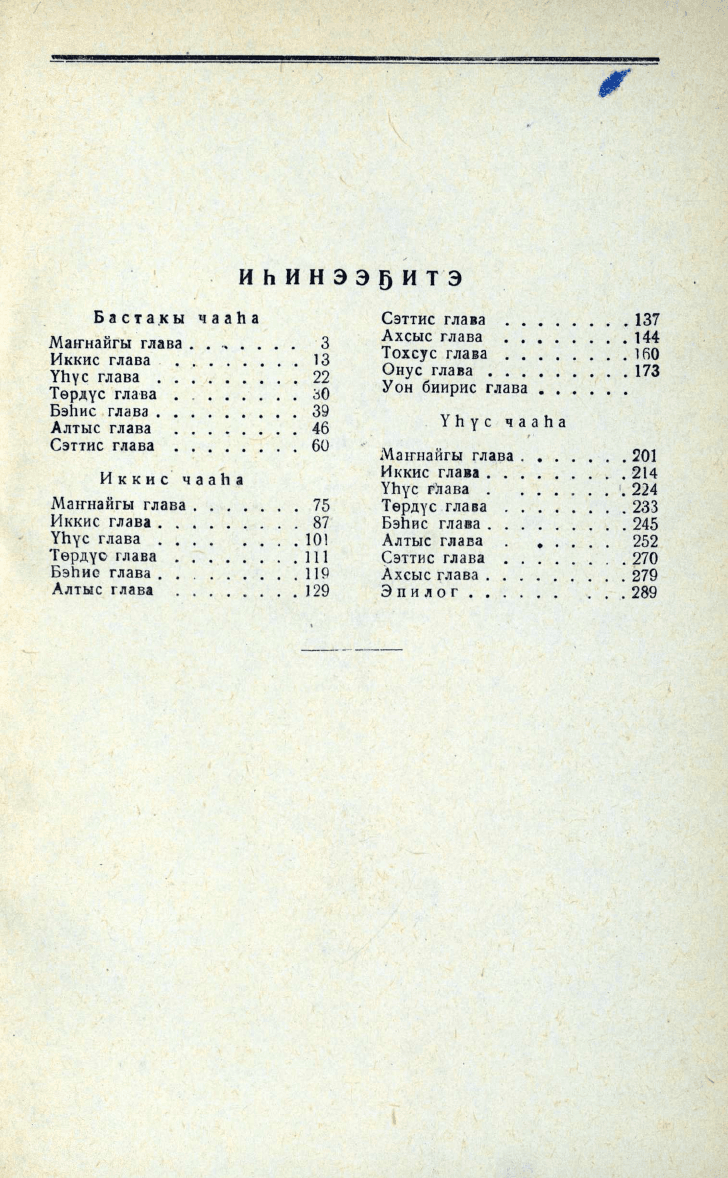 ИҺИНЭЭҔИТЭ
Бастакы чааһа
Маҥнайгы глава . . . . . . . 3
Иккис глава . . . . . . . . 13
Үһүс глава . . . . . . . . . 22
Төрдүс глава . . . . . . . . 30
Бэһис глава . . . . . . . . . 39
Алтыс глава . . . . . . . . 46
Сэттис глава . . . . . . . . 60
Иккис чааһа
Маҥнайгы глава . . . . . . . 75
Иккис глава . . . . . . . . . 87
Үһүс глава . . . . . . . . 101
Төрдүс глава . . . . . . . . 111
Бэһис глава . . . . . . . . . 119
Алтыс глава . . . . . . . . 129
Сэттис глава . . . . . . . . 137
Ахсыс глава . . . . . . . . 144
Тохсус глава . . . . . . . . 160
Онус глава . . . . . . . . . 173
Уон биирис глава . . . . . .
Үһүс чааһа
Маҥнайгы глава . . . . . . . 201
Иккис глава . . . . . . . . . 214
Үһүс глава . . . . . . . . 224
Төрдүс глава . . . . . . . . 233
Бэһис глава . . . . . . . . . 245
Алтыс глава . . . . . . . . 252
Сэттис глава . . . . . . . . 270
Ахсыс глава . . . . . . . . . 279
Эпилог . . . . . . . . . 289